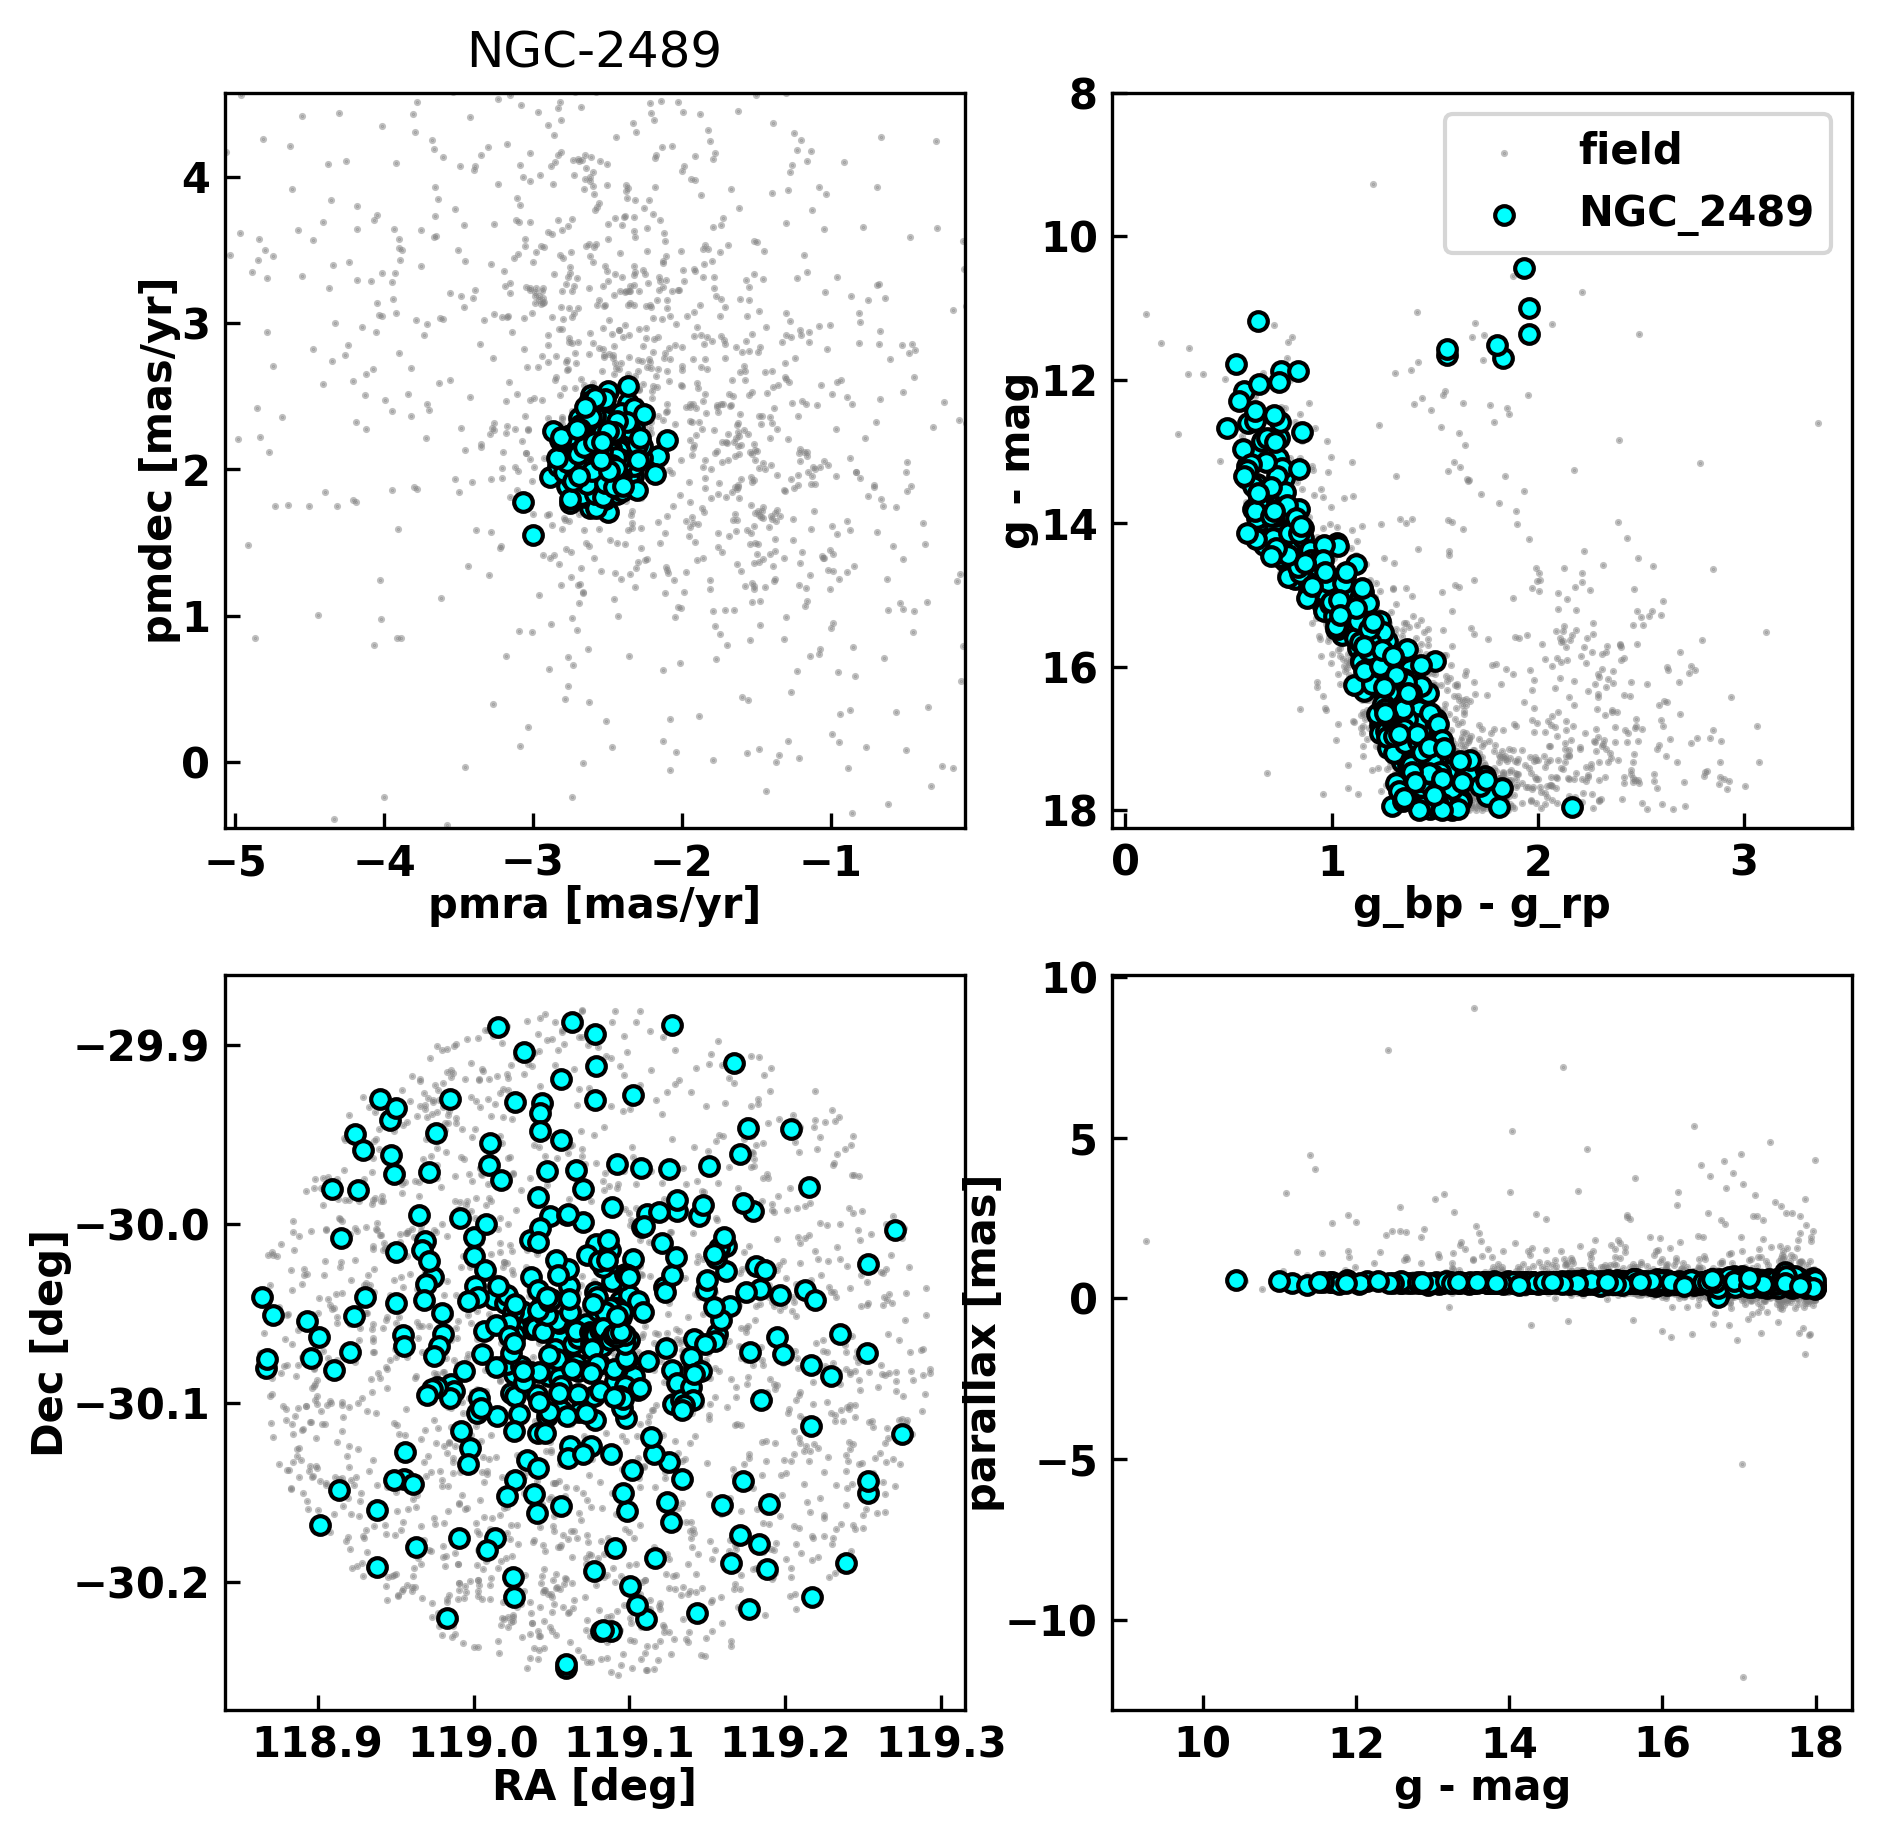 NGC-2489
4
3
2
1
0
pmdec [mas/yr]
−5 −4 −3 −2 −1
pmra [mas/yr]
8
10
12
14
16
18
g - mag
field
NGC_2489
0 1 2 3
g_bp - g_rp
−29.9
−30.0
−30.1
−30.2
Dec [deg]
118.9 119.0 119.1 119.2 119.3
RA [deg]
10
5
0
−5
−10
parallax [mas]
10 12 14 16 18
g - mag